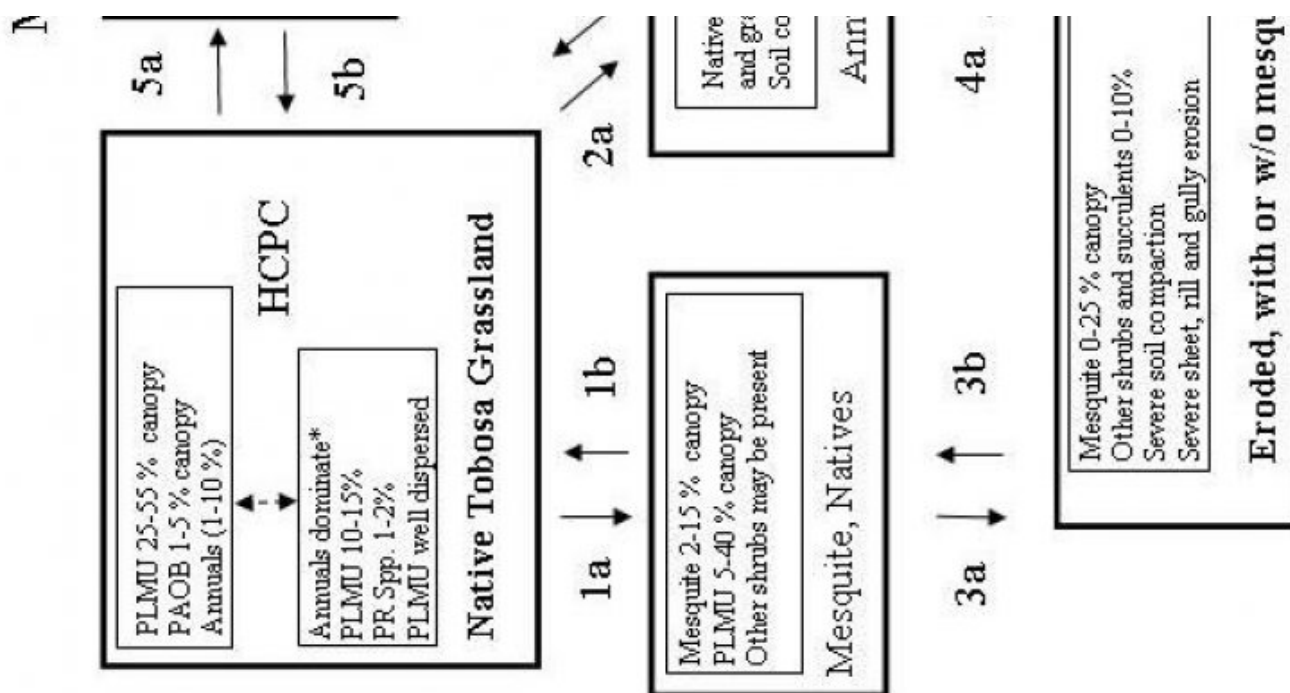 M
5a
5b
PLMU 25-55 % canopy
PAOB 1-5 % canopy
Annuals (1-10 %)
HCPC
Annuals dominate*
PLMU 10-15%
PR Spp. 1-2%
PLMU well dispersed
Native Tobosa Grassland
2a
1a
1b
Native
and
Soil
Mesquite 2-15 % canopy
PLMU 5-40 % canopy
Other shrubs may be present
Mesquite, Natives
4a
3a
3b
Mesquite 0-25 % canopy
Other shrubs and succulents 0-10%
Severe soil compaction
Severe sheet, rill and gully erosion
Eroded, with or w/o